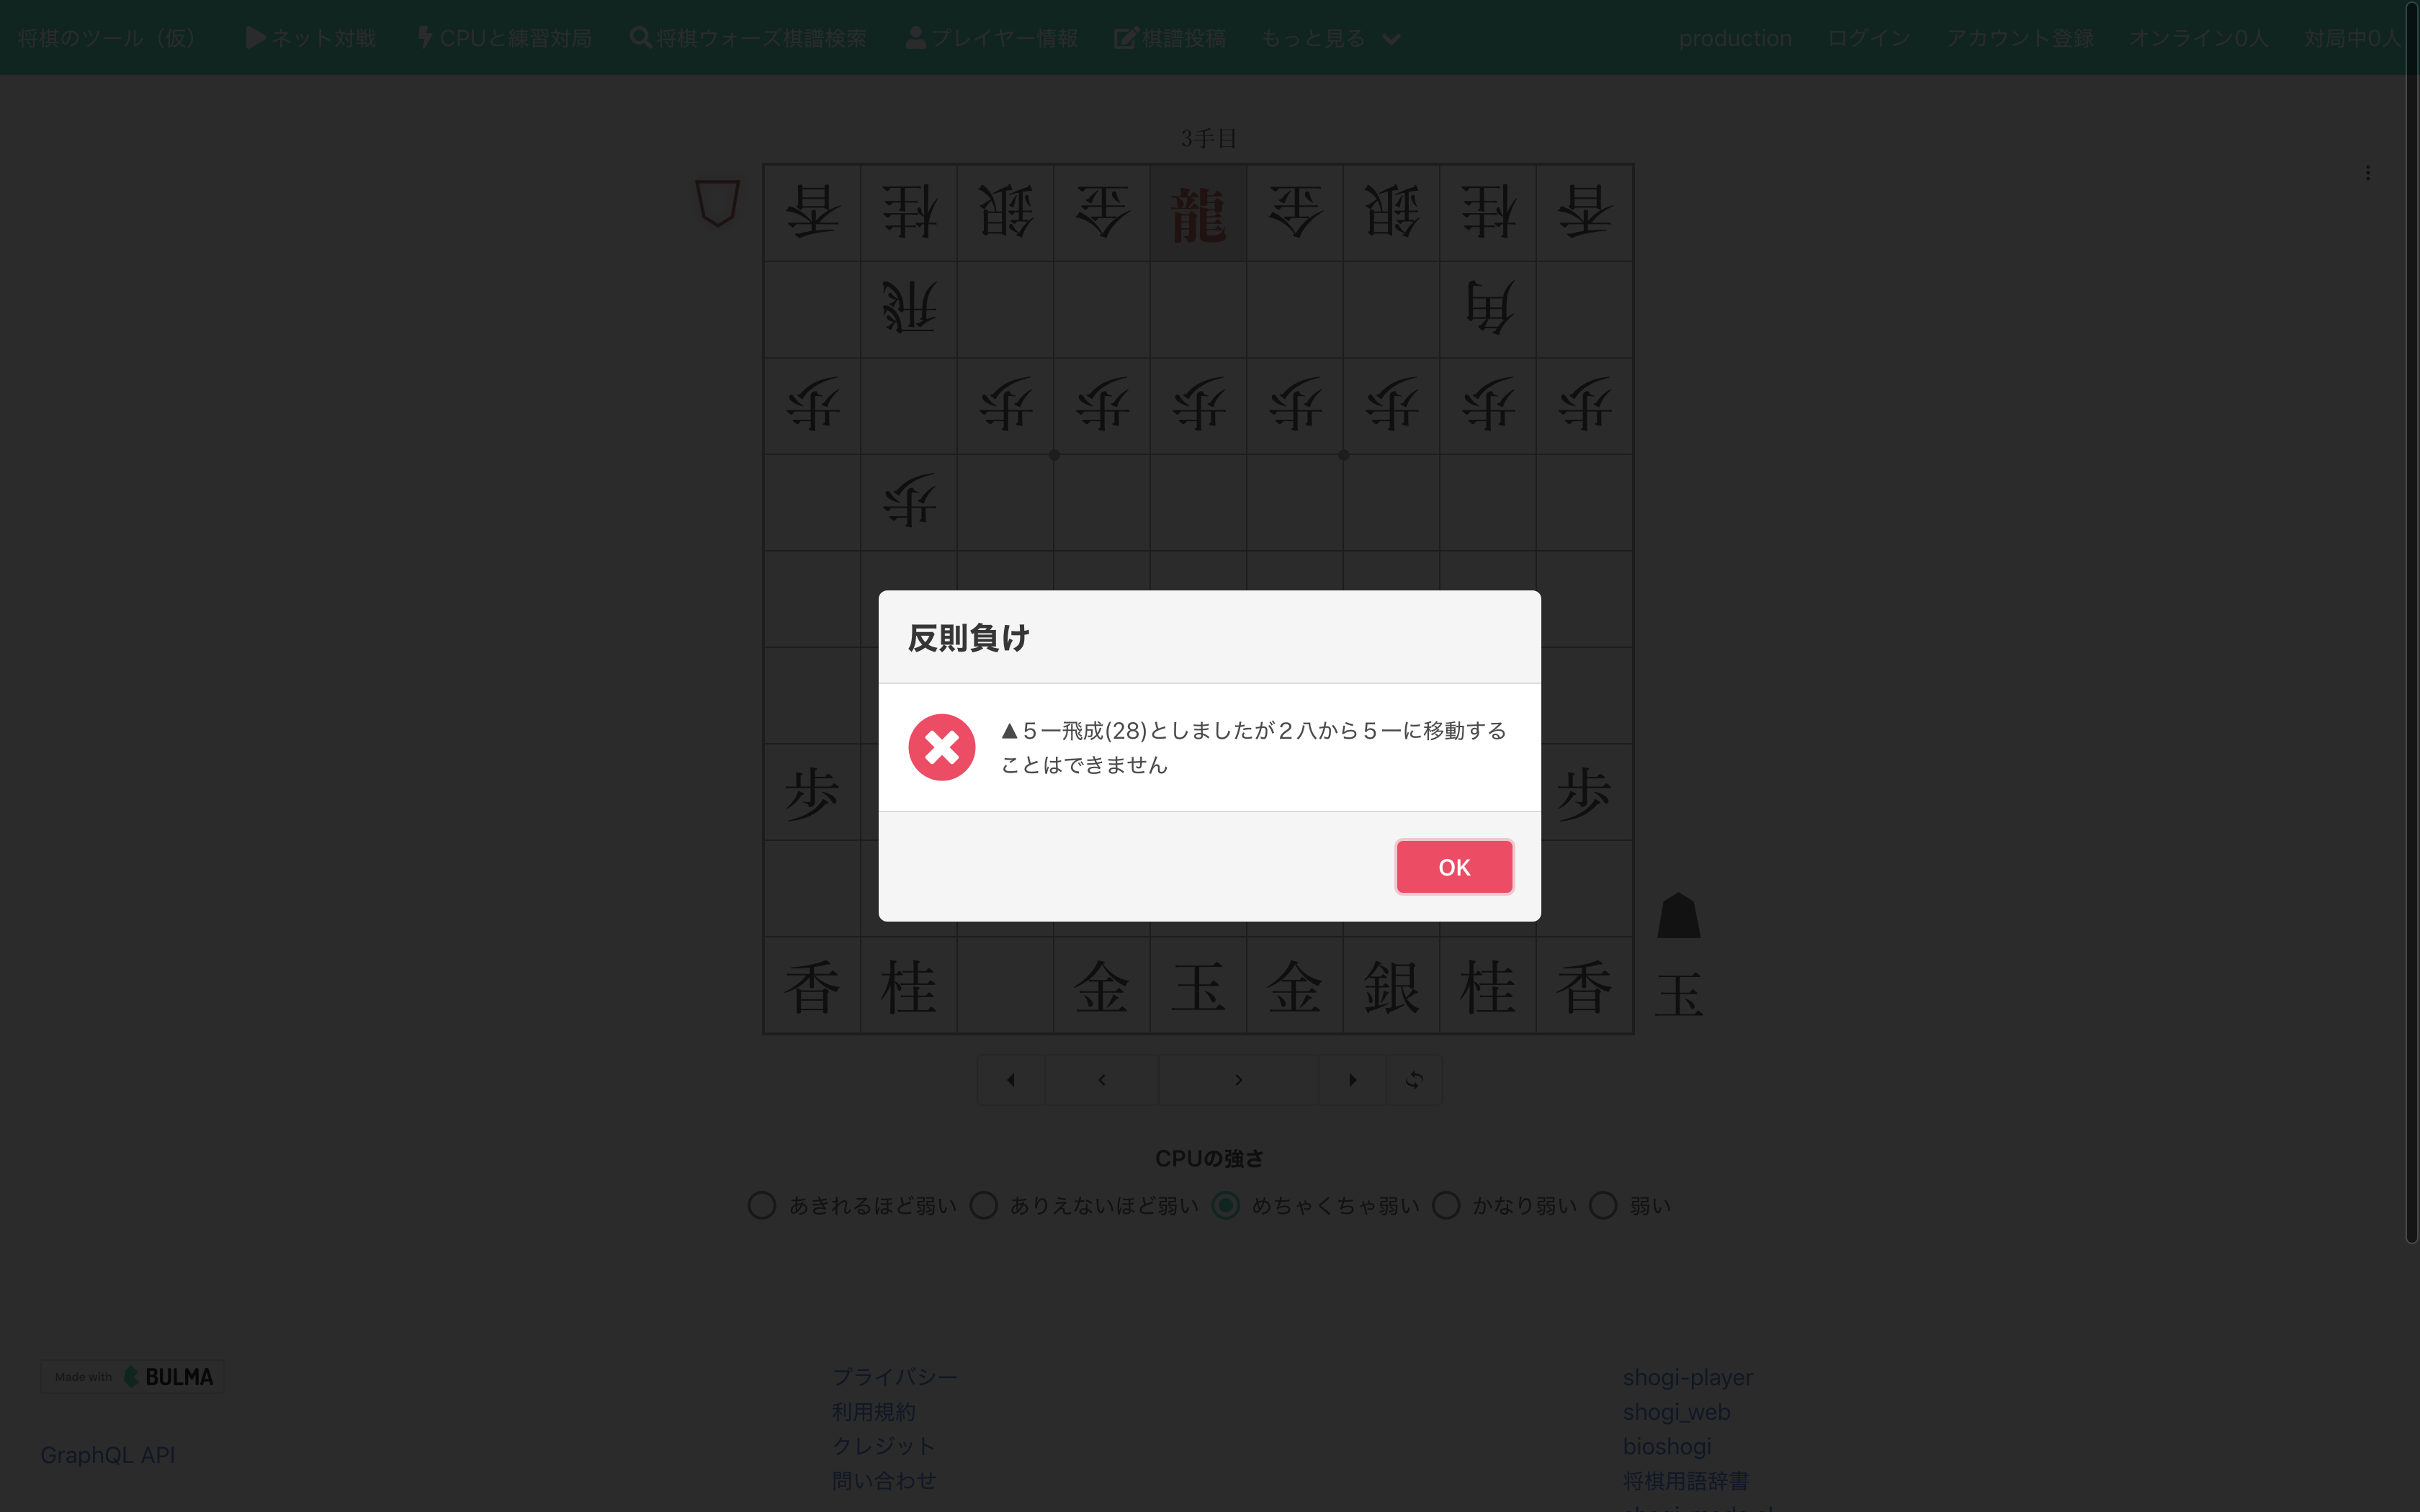 将棋のツール（仮） ネット対戦 CPUと練習対局 将棋ウォーズ棋譜検索 プレイヤー情報 棋譜投稿 もっと見る production ログイン アカウント登録 オンライン0人 対局中0人
3手目
香 桂 銀 金 龍 金 銀 桂 香
飛 角
歩 歩 歩 歩 歩 歩 歩 歩
歩
反則負け
▲５一飛成(28)としましたが２八から５一に移動する
ことはできません
歩 歩
OK
香 桂 金 玉 金 銀 桂 香 玉
CPUの強さ
あきれるほど弱い ありえないほど弱い めちゃくちゃ弱い かなり弱い 弱い
Made with BULMA
GraphQL API
プライバシー
利用規約
クレジット
問い合わせ
shogi-player
shogi_web
bioshogi
将棋用語辞書